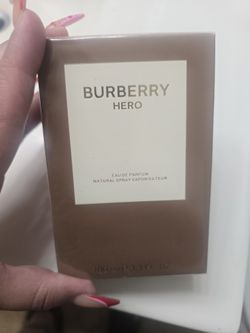 BURBERRY
HERO
EAU DE PARFUM
NATURAL SPRAY VAPORISATEUR